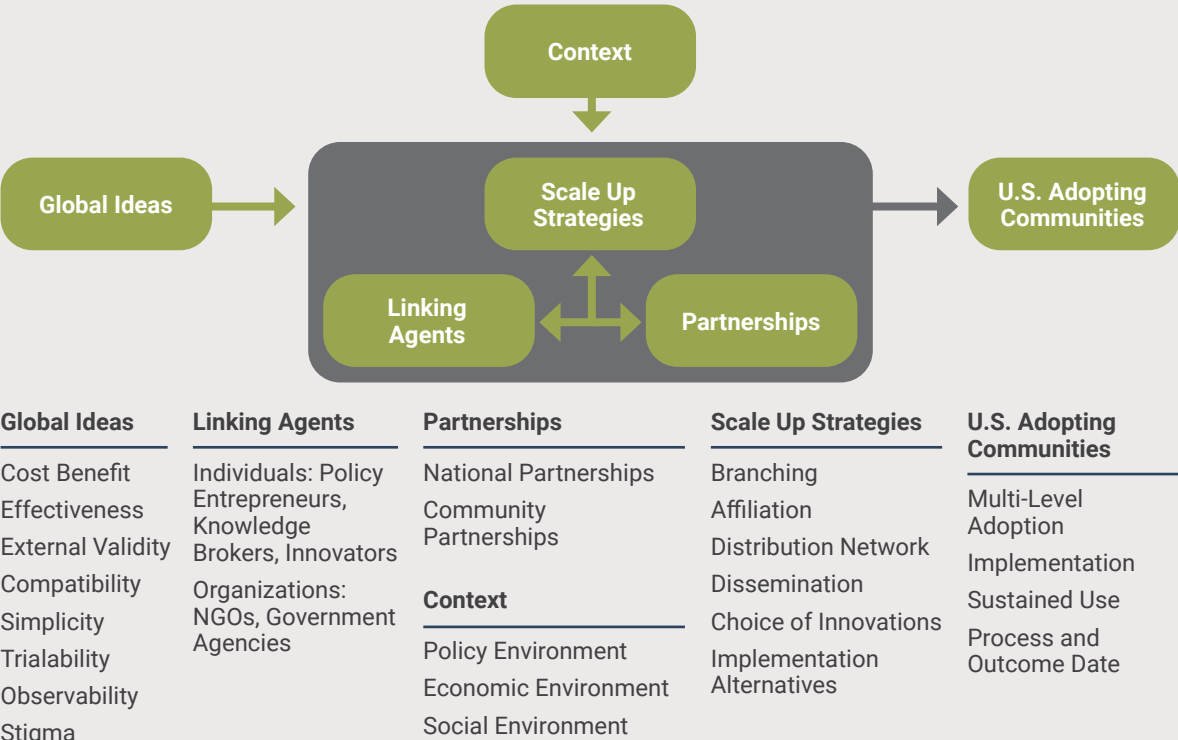 Context
Global Ideas
Scale Up
Strategies
U.S. Adopting
Communities
Linking
Agents
Partnerships
Global Ideas
Cost Benefit
Effectiveness
External Validity
Compatibility
Simplicity
Trialability
Observability
Stigma
Linking Agents
Individuals: Policy
Entrepreneurs,
Knowledge
Brokers, Innovators
Organizations:
NGOs, Government
Agencies
Partnerships
National Partnerships
Community
Partnerships
Context
Policy Environment
Economic Environment
Social Environment
Scale Up Strategies
Branching
Affiliation
Distribution Network
Dissemination
Choice of Innovations
Implementation
Alternatives
U.S. Adopting
Communities
Multi-Level
Adoption
Implementation
Sustained Use
Process and
Outcome Date